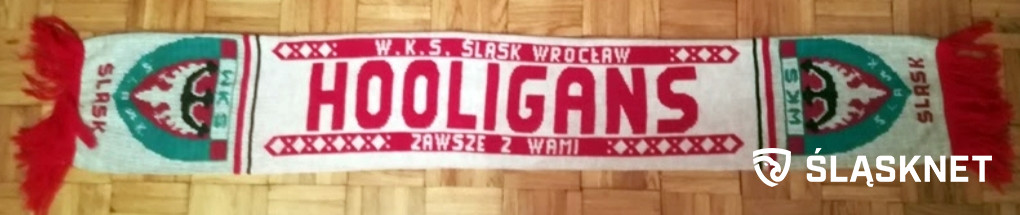 W.K.S. ŚLĄSK WROCŁAW
HOOLIGANS
ZAWSZE Z WAMI
ŚLĄSK
WKS
WKS
ŚLĄSK
ŚLĄSKNET